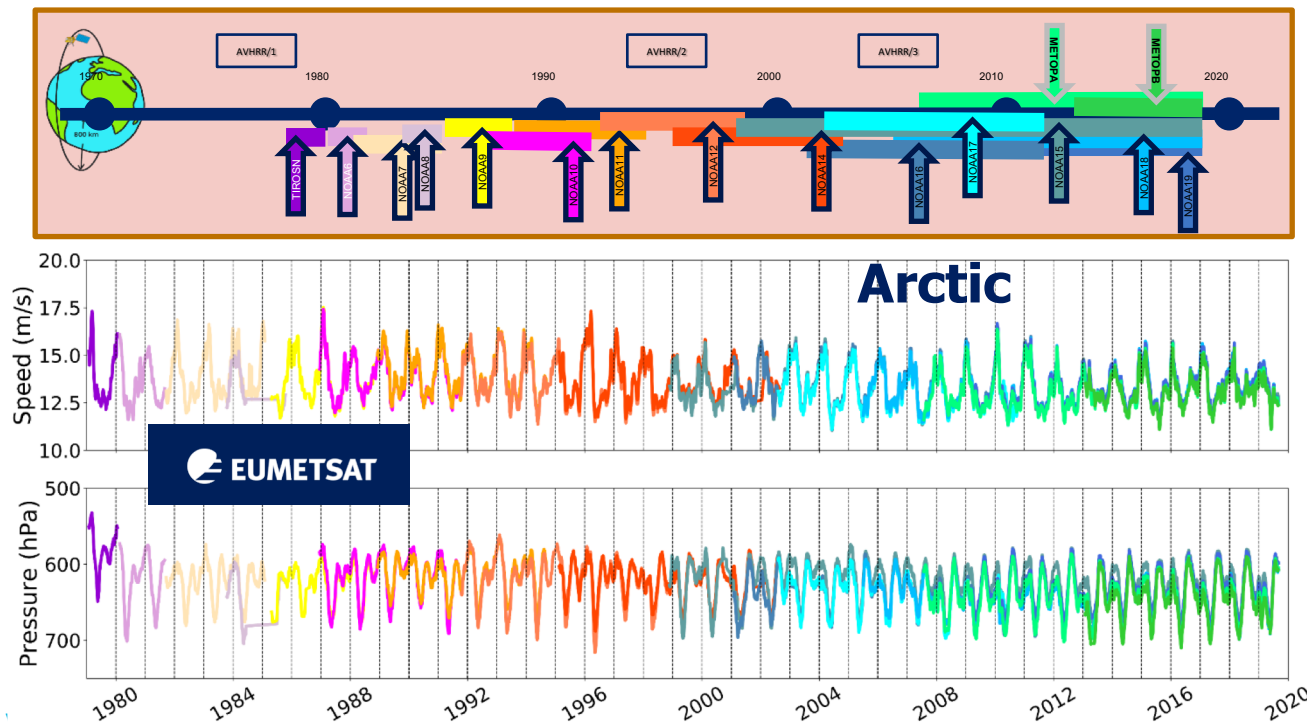 AVHRR/1
AVHRR/2
AVHRR/3
METOPA
METOPB
1970
1980
1990
2000
2010
2020
800 km
TIROSN
NOAA7
NOAA8
NOAA9
NOAA10
NOAA11
NOAA12
NOAA14
NOAA16
NOAA17
NOAA15
NOAA18
NOAA19
Arctic
Speed (m/s)
20.0
17.5
15.0
12.5
10.0
EUMETSAT
Pressure (hPa)
500
600
700
1980
1984
1988
1992
1996
2000
2004
2008
2012
2016
2020